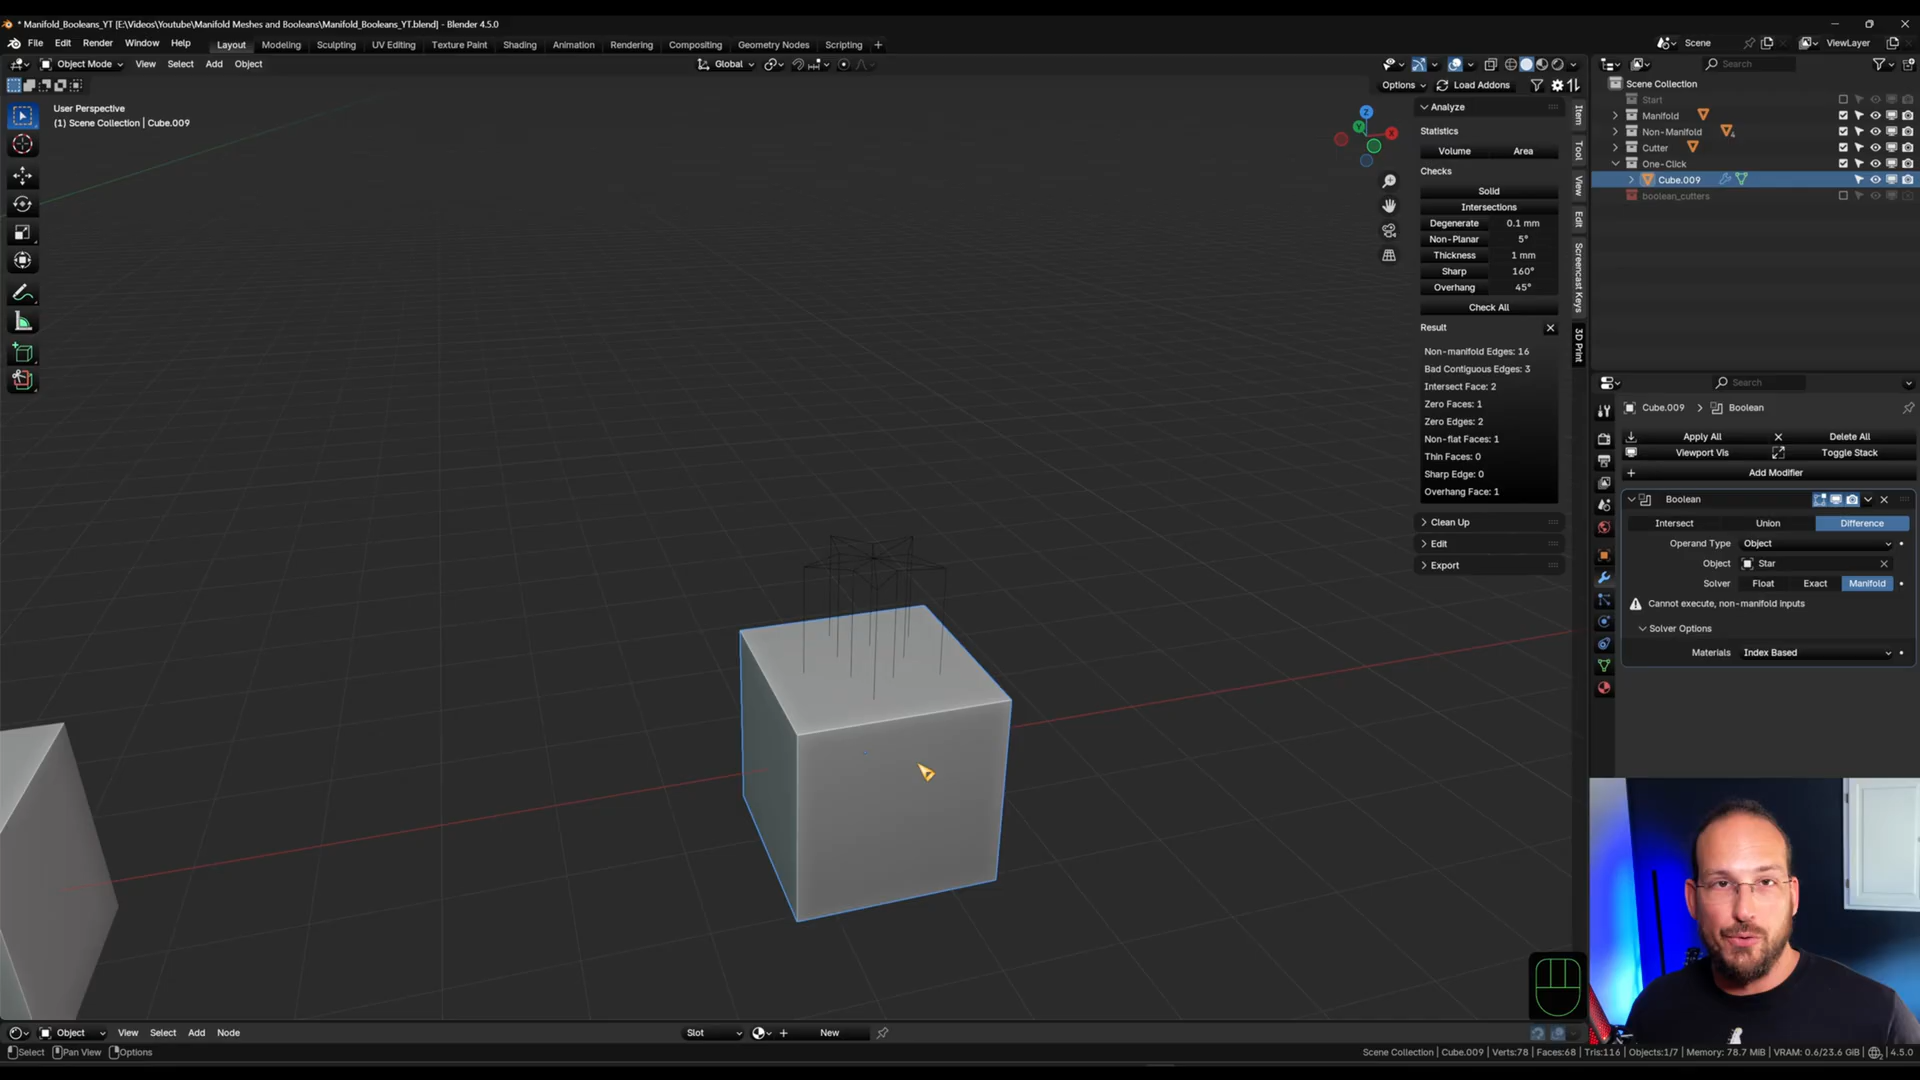 * Manifold_Booleans_YT [E:\Videos\Youtube\Manifold Meshes and Booleans\Manifold_Booleans_YT.blend] - Blender 4.5.0
File Edit Render Window Help
Layout Modeling Sculpting UV Editing Texture Paint Shading Animation Rendering Compositing Geometry Nodes Scripting +
Scene ViewLayer
Object Mode View Select Add Object
Global
Search
Options Load Addons
User Perspective
(1) Scene Collection | Cube.009
Z
Y
X
Analyze
Statistics
Volume Area
Checks
Solid
Intersections
Degenerate 0.1 mm
Non-Planar 5°
Thickness 1 mm
Sharp 160°
Overhang 45°
Check All
Result
Non-manifold Edges: 16
Bad Contiguous Edges: 3
Intersect Face: 2
Zero Faces: 1
Zero Edges: 2
Non-flat Faces: 1
Thin Faces: 0
Sharp Edge: 0
Overhang Face: 1
Clean Up
Edit
Export
Item
Tool
View
Edit
Screencast Keys
3D Print
Scene Collection
Start
Manifold
Non-Manifold 4
Cutter
One-Click
Cube.009
boolean_cutters
Search
Cube.009 > Boolean
Apply All Delete All
Viewport Vis Toggle Stack
Add Modifier
Boolean
Intersect Union Difference
Operand Type Object
Object Star
Solver Float Exact Manifold
Cannot execute, non-manifold inputs
Solver Options
Materials Index Based
Object View Select Add Node
Slot New
Select Pan View Options
Scene Collection | Cube.009 | Verts:78 | Faces:68 | Tris:116 | Objects:1/7 | Memory: 78.7 MiB | VRAM: 0.6/23.6 GiB | 4.5.0